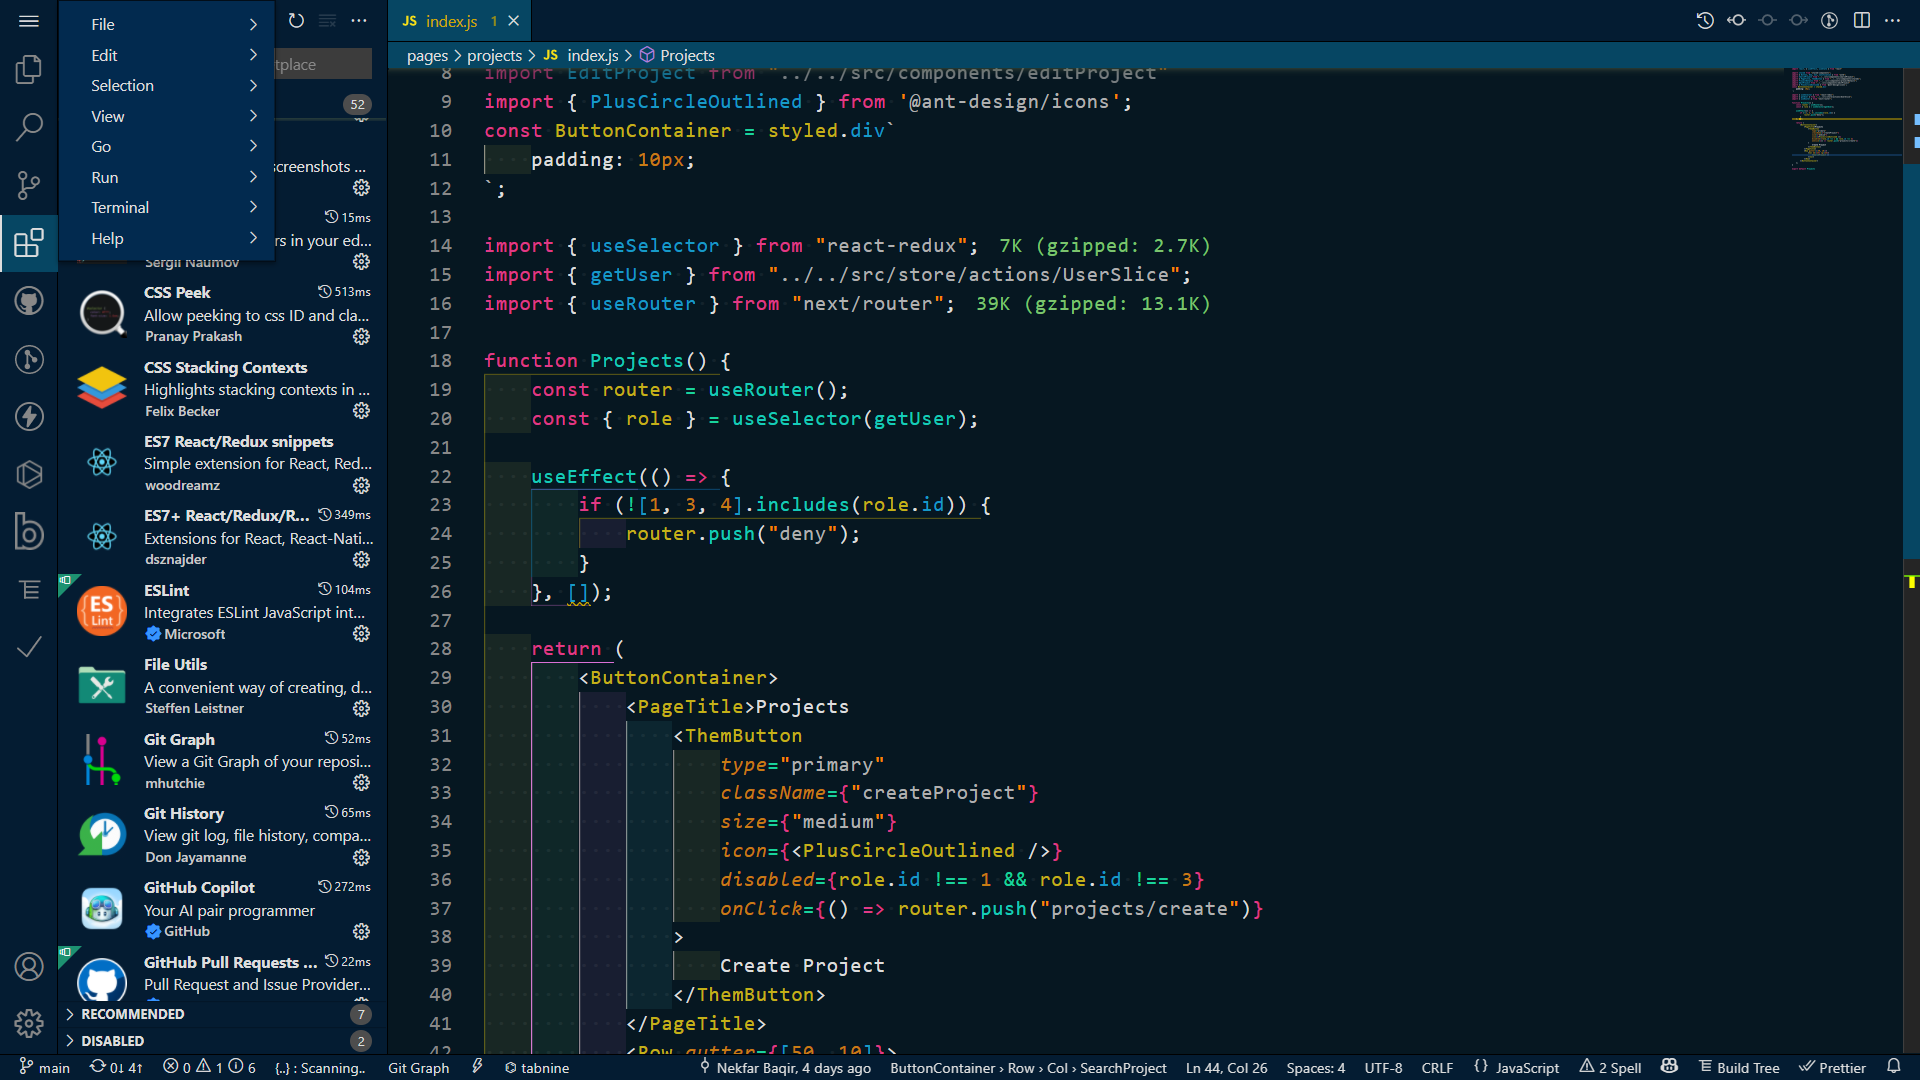 File
Edit
Selection
View
Go
Run
Terminal
Help
tplace
52
screenshots ...
15ms
rs in your ed...
Sergii Naumov
CSS Peek 513ms
Allow peeking to css ID and cla...
Pranay Prakash
CSS Stacking Contexts
Highlights stacking contexts in ...
Felix Becker
ES7 React/Redux snippets
Simple extension for React, Red...
woodreamz
ES7+ React/Redux/R... 349ms
Extensions for React, React-Nati...
dsznajder
ESLint 104ms
Integrates ESLint JavaScript int...
Microsoft
File Utils
A convenient way of creating, d...
Steffen Leistner
Git Graph 52ms
View a Git Graph of your reposi...
mhutchie
Git History 65ms
View git log, file history, compa...
Don Jayamanne
GitHub Copilot 272ms
Your AI pair programmer
GitHub
GitHub Pull Requests ... 22ms
Pull Request and Issue Provider...
RECOMMENDED 7
DISABLED 2
JS index.js 1
pages > projects > JS index.js > Projects
8 import EditProject from "../../src/components/editProject"
9 import { PlusCircleOutlined } from '@ant-design/icons';
10 const ButtonContainer = styled.div`
11 padding: 10px;
12 `;
13
14 import { useSelector } from "react-redux"; 7K (gzipped: 2.7K)
15 import { getUser } from "../../src/store/actions/UserSlice";
16 import { useRouter } from "next/router"; 39K (gzipped: 13.1K)
17
18 function Projects() {
19 const router = useRouter();
20 const { role } = useSelector(getUser);
21
22 useEffect(() => {
23 if (![1, 3, 4].includes(role.id)) {
24 router.push("deny");
25 }
26 }, []);
27
28 return (
29 <ButtonContainer>
30 <PageTitle>Projects
31 <ThemButton
32 type="primary"
33 className={"createProject"}
34 size={"medium"}
35 icon={<PlusCircleOutlined />}
36 disabled={role.id !== 1 && role.id !== 3}
37 onClick={() => router.push("projects/create")}
38 >
39 Create Project
40 </ThemButton>
41 </PageTitle>
42 <Row gutter={[50, 10]}>
main 0↓ 4↑ 0 1 6 {..} : Scanning.. Git Graph tabnine Nekfar Baqir, 4 days ago ButtonContainer › Row › Col › SearchProject Ln 44, Col 26 Spaces: 4 UTF-8 CRLF {} JavaScript 2 Spell Build Tree Prettier